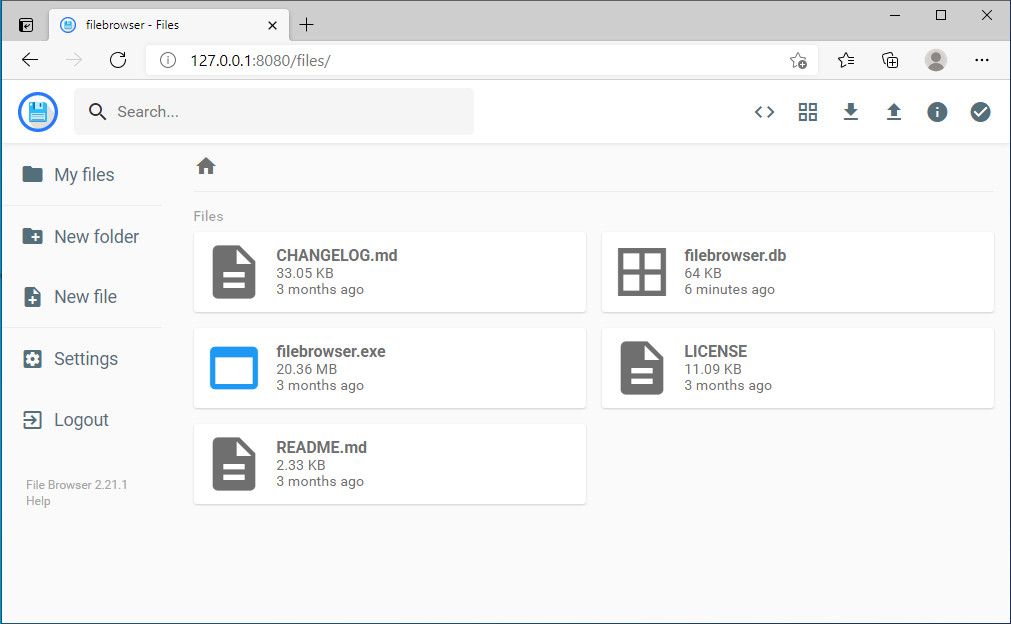 filebrowser - Files
127.0.0.1:8080/files/
Search...
My files
New folder
New file
Settings
Logout
File Browser 2.21.1
Help
Files
CHANGELOG.md
33.05 KB
3 months ago
filebrowser.db
64 KB
6 minutes ago
filebrowser.exe
20.36 MB
3 months ago
LICENSE
11.09 KB
3 months ago
README.md
2.33 KB
3 months ago